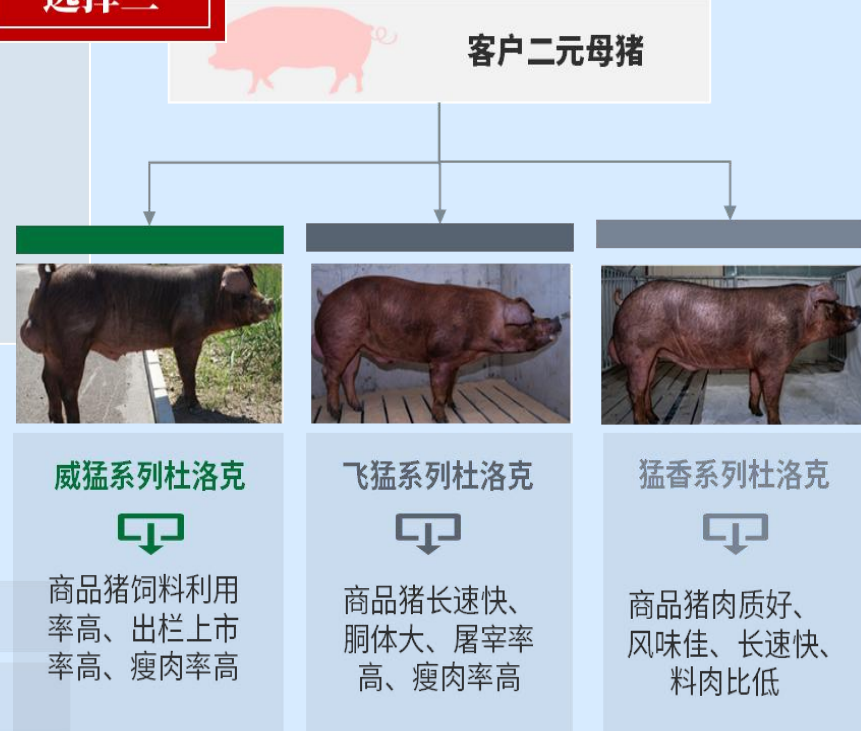 客户二元母猪
威猛系列杜洛克
商品猪饲料利用
率高、出栏上市
率高、瘦肉率高
飞猛系列杜洛克
商品猪长速快、
胴体大、屠宰率
高、瘦肉率高
猛香系列杜洛克
商品猪肉质好、
风味佳、长速快、
料肉比低